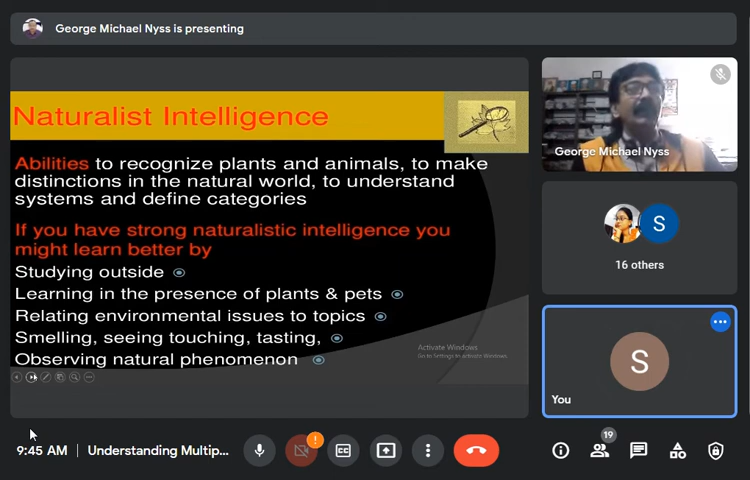 George Michael Nyss is presenting
Naturalist Intelligence
Abilities to recognize plants and animals, to make
distinctions in the natural world, to understand
systems and define categories
If you have strong naturalistic intelligence you
might learn better by
Studying outside
Learning in the presence of plants & pets
Relating environmental issues to topics
Smelling, seeing touching, tasting,
Observing natural phenomenon
Activate Windows
Go to Settings to activate Windows.
George Michael Nyss
S
16 others
S
You
9:45 AM | Understanding Multip...
!
CC
19